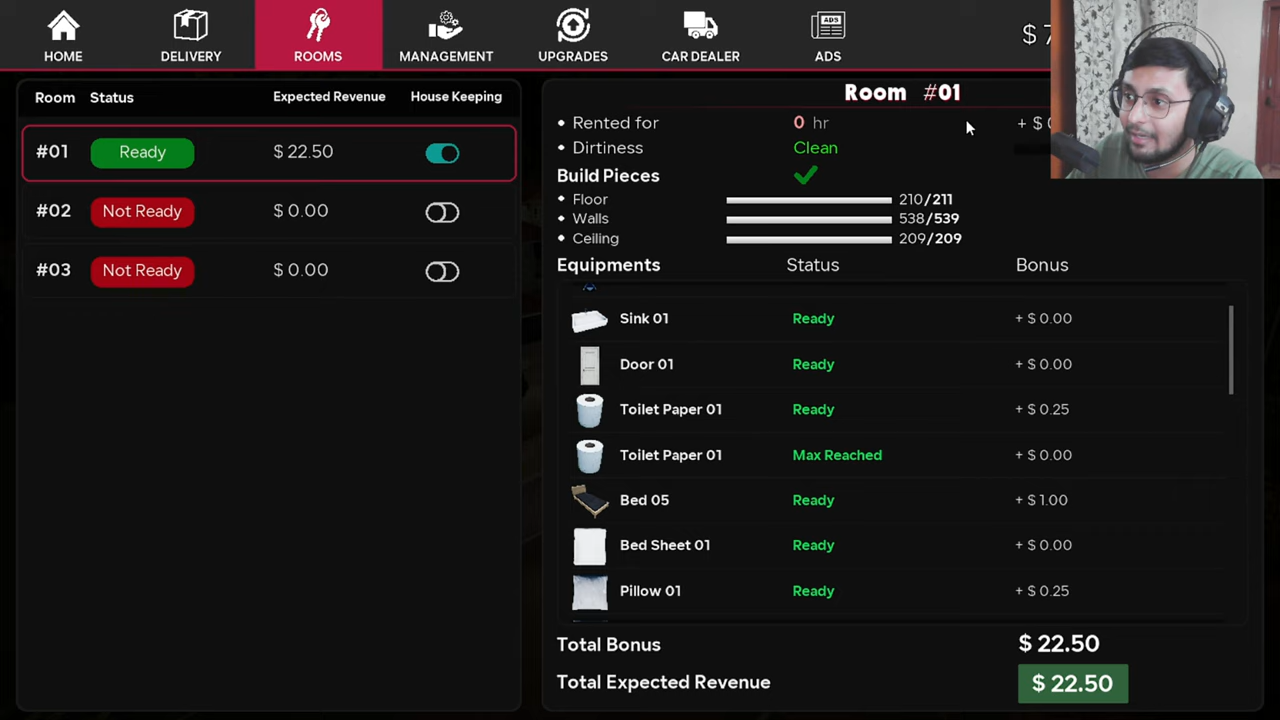 HOME DELIVERY ROOMS MANAGEMENT UPGRADES CAR DEALER ADS
ADS
$ 7
Room Status Expected Revenue House Keeping
#01 Ready $ 22.50
#02 Not Ready $ 0.00
#03 Not Ready $ 0.00
Room #01
Rented for 0 hr + $ 0
Dirtiness Clean
Build Pieces
Floor 210/211
Walls 538/539
Ceiling 209/209
Equipments Status Bonus
Sink 01 Ready + $ 0.00
Door 01 Ready + $ 0.00
Toilet Paper 01 Ready + $ 0.25
Toilet Paper 01 Max Reached + $ 0.00
Bed 05 Ready + $ 1.00
Bed Sheet 01 Ready + $ 0.00
Pillow 01 Ready + $ 0.25
Total Bonus $ 22.50
Total Expected Revenue $ 22.50